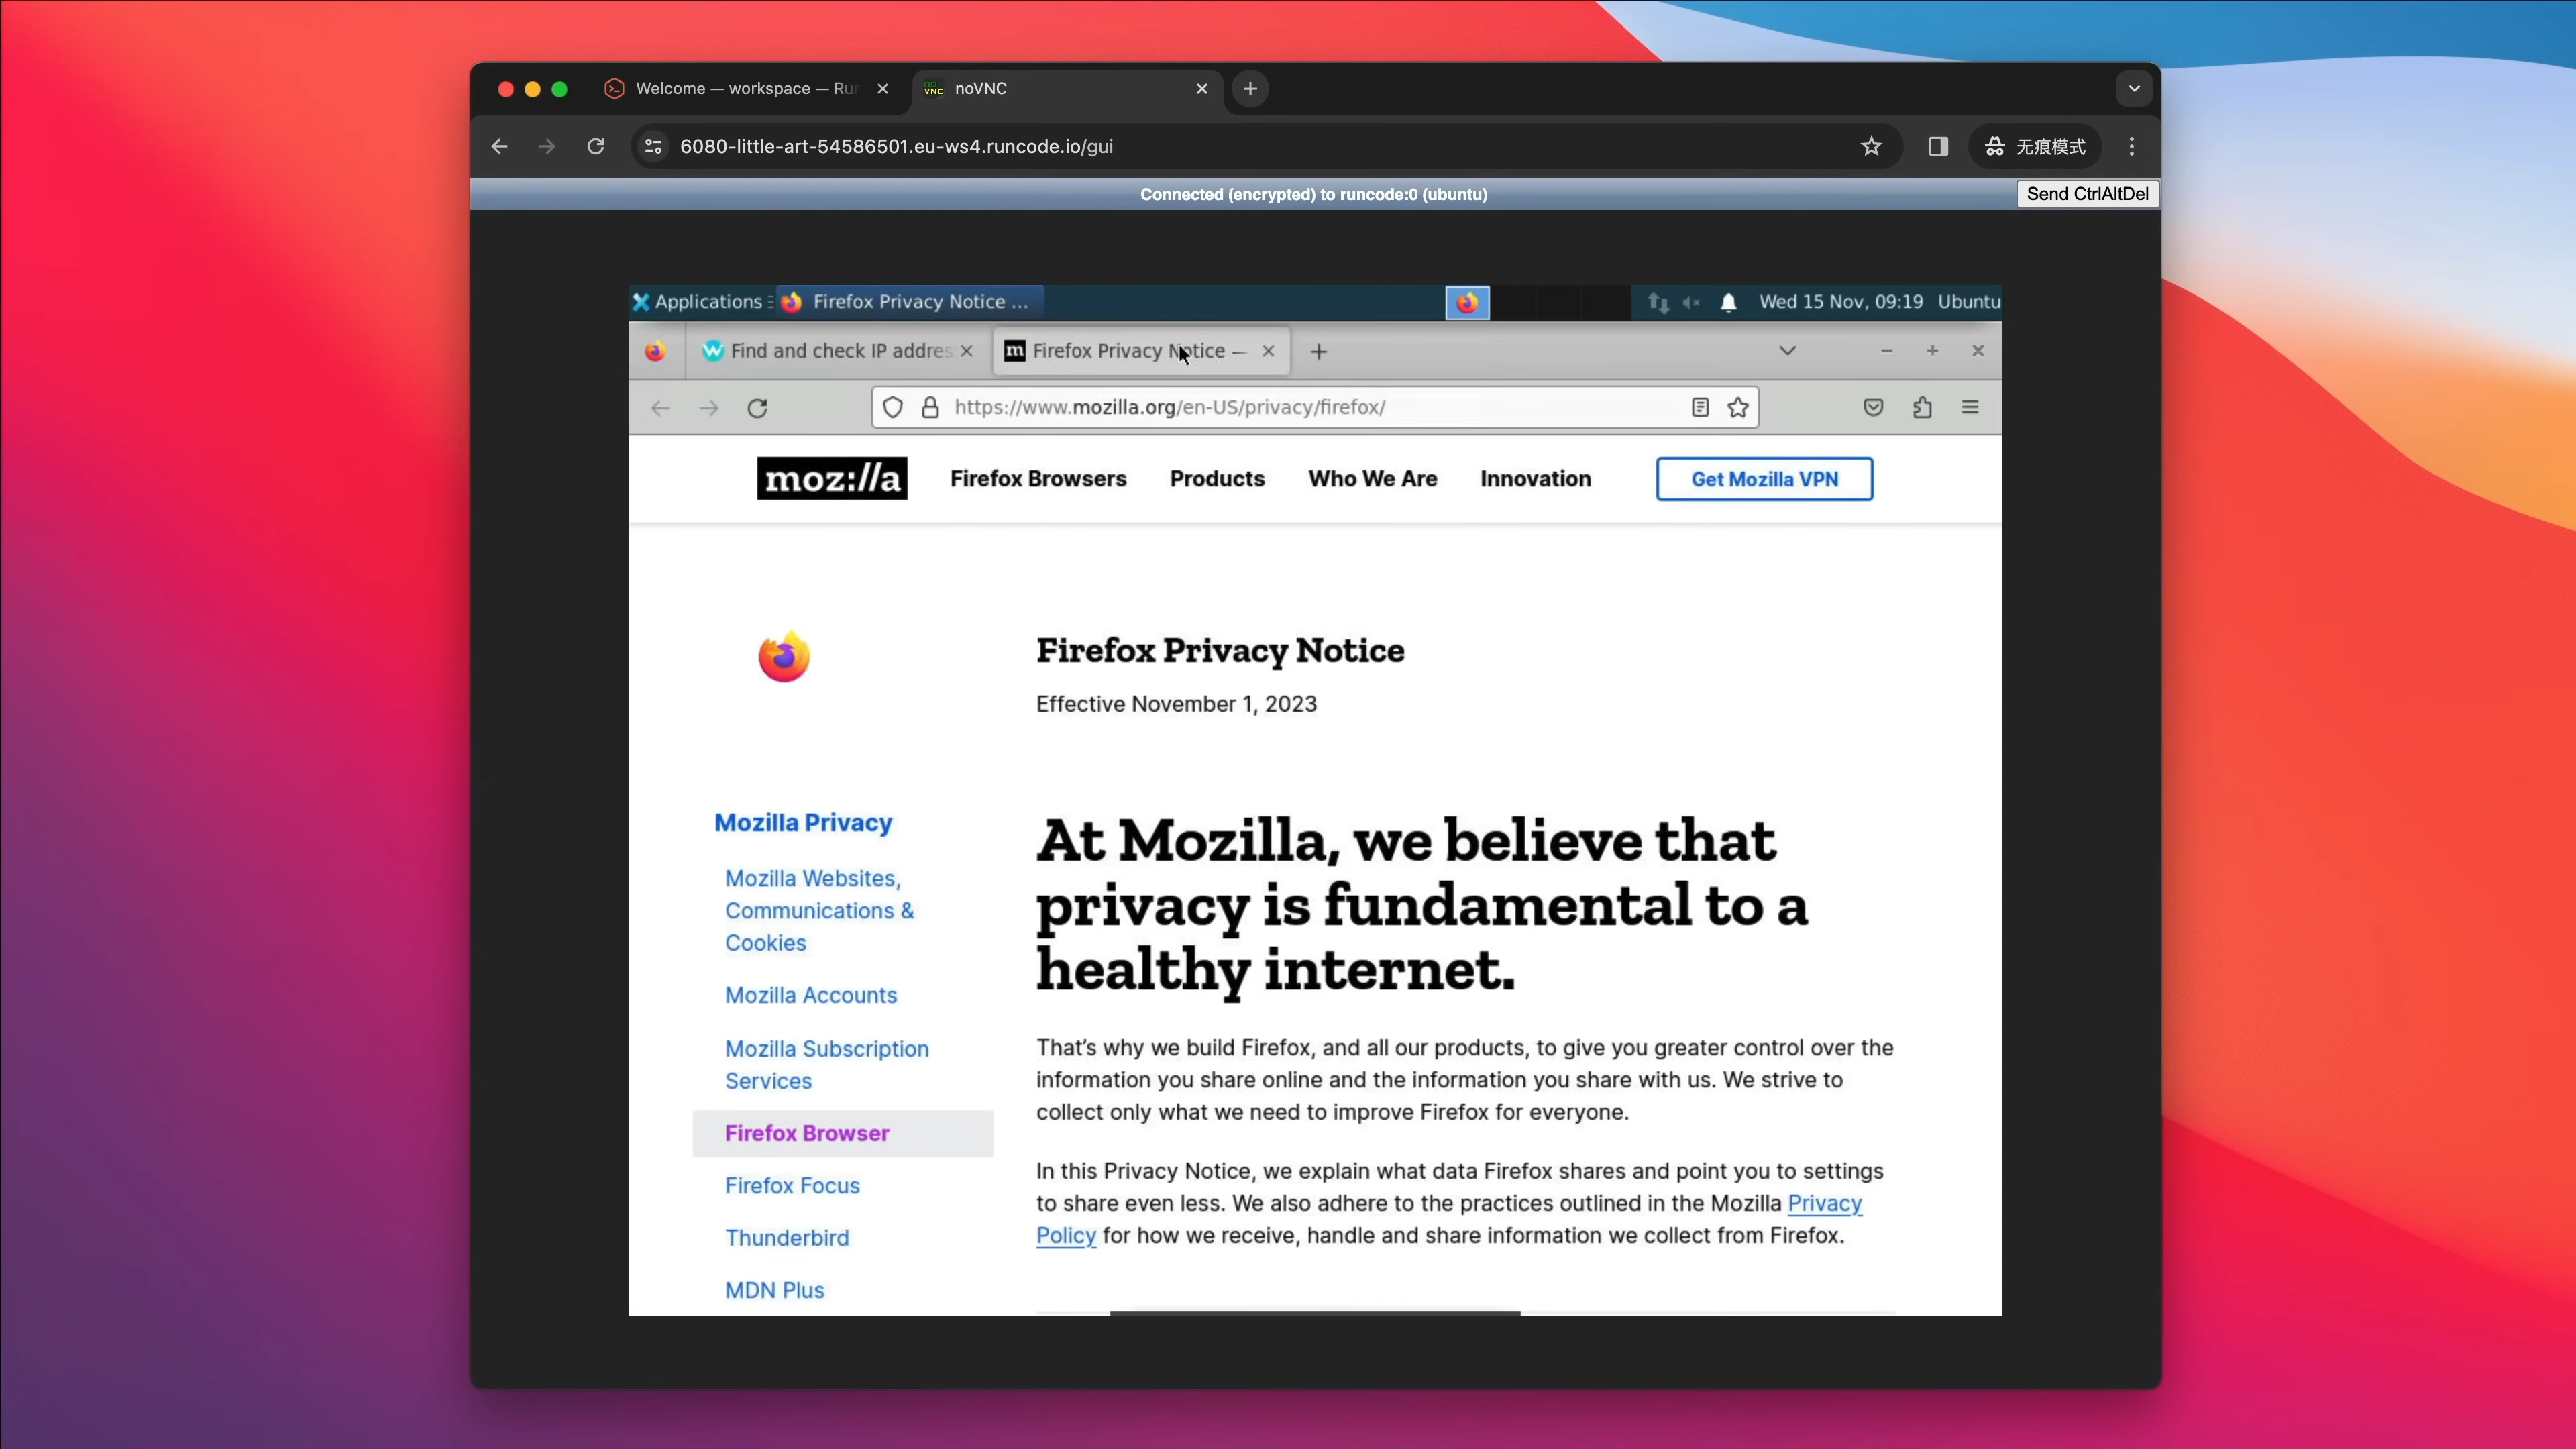 Welcome — workspace — Ru
noVNC
6080-little-art-54586501.eu-ws4.runcode.io/gui
无痕模式
Connected (encrypted) to runcode:0 (ubuntu)
Send CtrlAltDel
Applications
Firefox Privacy Notice ...
Wed 15 Nov, 09:19 Ubuntu
Find and check IP addres
Firefox Privacy Notice —
https://www.mozilla.org/en-US/privacy/firefox/
moz://a
Firefox Browsers
Products
Who We Are
Innovation
Get Mozilla VPN
Firefox Privacy Notice
Effective November 1, 2023
Mozilla Privacy
Mozilla Websites,
Communications &
Cookies
Mozilla Accounts
Mozilla Subscription
Services
Firefox Browser
Firefox Focus
Thunderbird
MDN Plus
At Mozilla, we believe that
privacy is fundamental to a
healthy internet.
That's why we build Firefox, and all our products, to give you greater control over the
information you share online and the information you share with us. We strive to
collect only what we need to improve Firefox for everyone.
In this Privacy Notice, we explain what data Firefox shares and point you to settings
to share even less. We also adhere to the practices outlined in the Mozilla Privacy
Policy for how we receive, handle and share information we collect from Firefox.